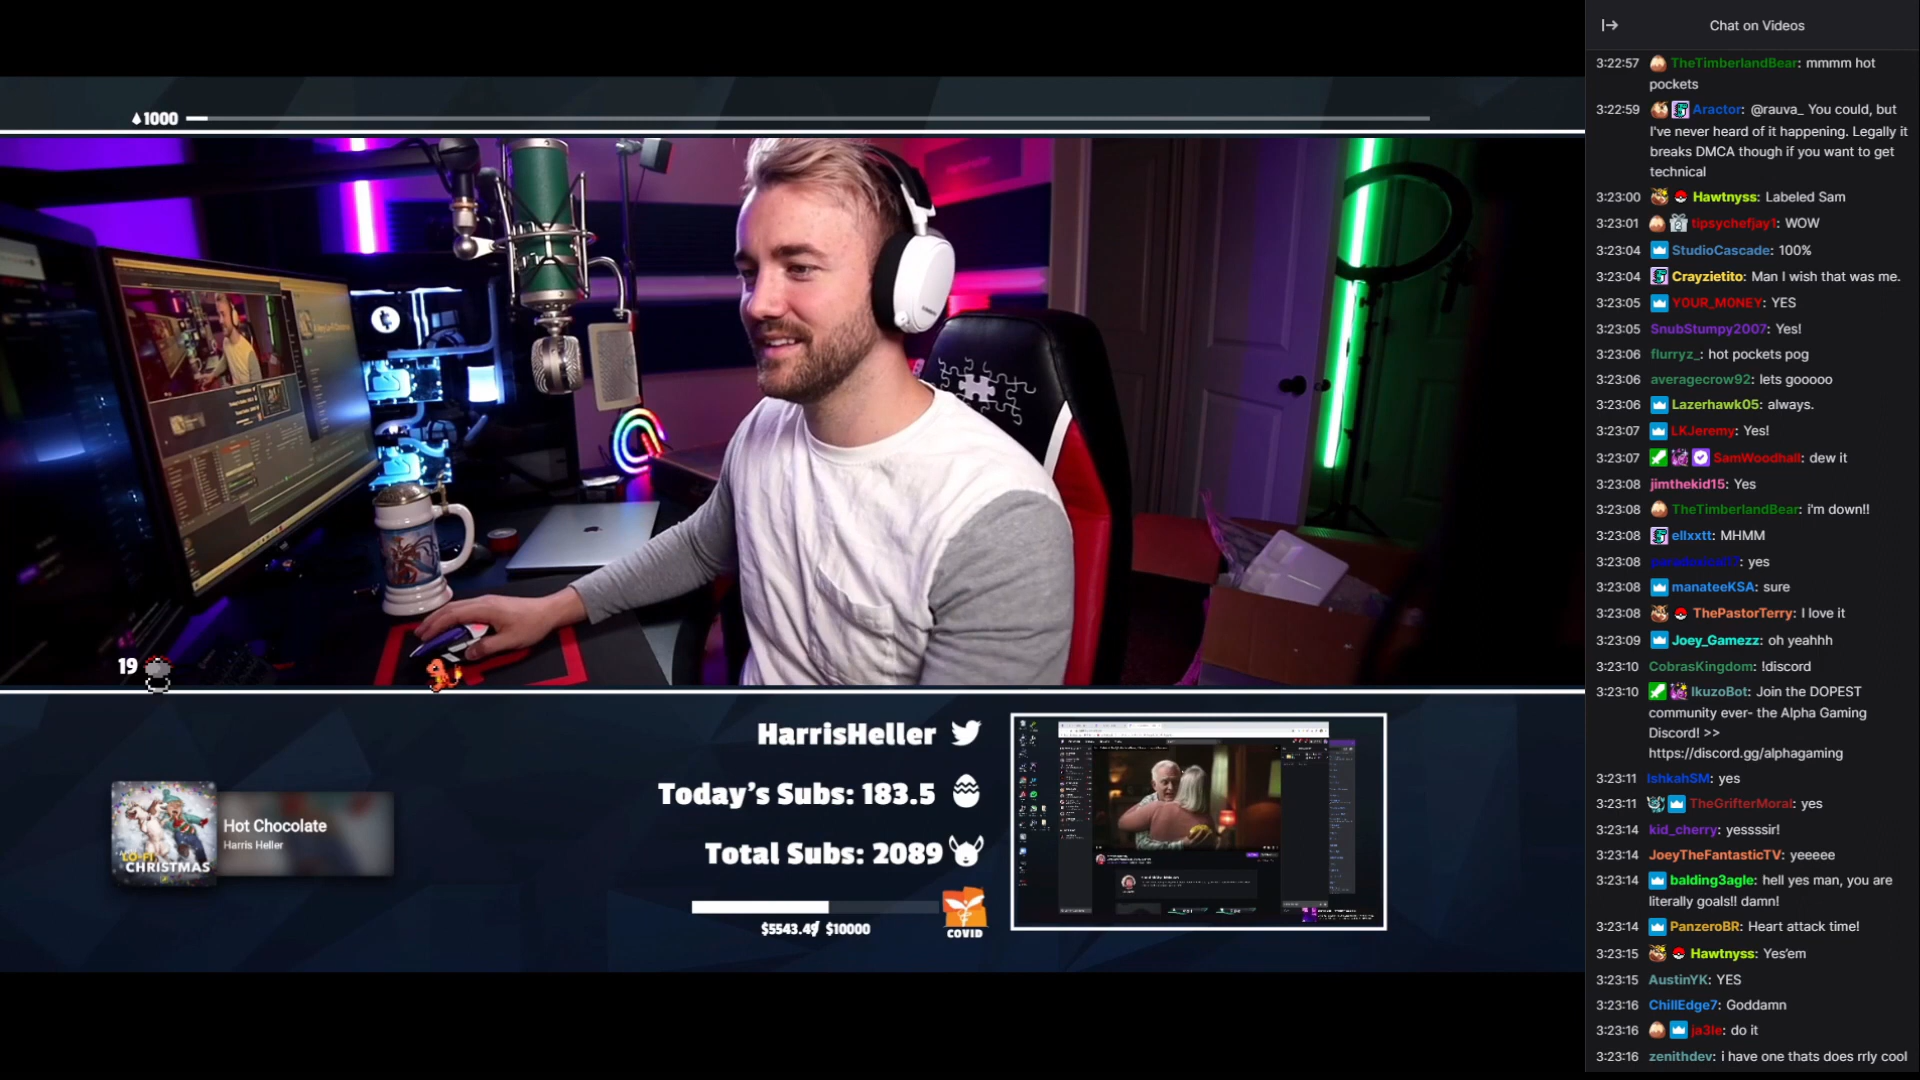 1000
19
HarrisHeller
Today's Subs: 183.5
Total Subs: 2089
$5543.49/ $10000
COVID
Hot Chocolate
Harris Heller
LO-FI
CHRISTMAS
Chat on Videos
3:22:57 TheTimberlandBear: mmmm hot
pockets
3:22:59 Aractor: @rauva_ You could, but
I've never heard of it happening. Legally it
breaks DMCA though if you want to get
technical
3:23:00 Hawtnyss: Labeled Sam
3:23:01 tipsychefjay1: WOW
3:23:04 StudioCascade: 100%
3:23:04 Crayzietito: Man I wish that was me.
3:23:05 Y0UR_M0NEY: YES
3:23:05 SnubStumpy2007: Yes!
3:23:06 flurryz_: hot pockets pog
3:23:06 averagecrow92: lets gooooo
3:23:06 Lazerhawk05: always.
3:23:07 LKJeremy: Yes!
3:23:07 SamWoodhall: dew it
3:23:08 jimthekid15: Yes
3:23:08 TheTimberlandBear: i'm down!!
3:23:08 ellxxtt: MHMM
3:23:08 : yes
3:23:08 manateeKSA: sure
3:23:08 ThePastorTerry: I love it
3:23:09 Joey_Gamezz: oh yeahhh
3:23:10 CobrasKingdom: !discord
3:23:10 IkuzoBot: Join the DOPEST
community ever- the Alpha Gaming
Discord! >>
https://discord.gg/alphagaming
3:23:11 IshkahSM: yes
3:23:11 TheGrifterMoral: yes
3:23:14 kid_cherry: yessssir!
3:23:14 JoeyTheFantasticTV: yeeeee
3:23:14 balding3agle: hell yes man, you are
literally goals!! damn!
3:23:14 PanzeroBR: Heart attack time!
3:23:15 Hawtnyss: Yes'em
3:23:15 AustinYK: YES
3:23:16 ChillEdge7: Goddamn
3:23:16 ja3le: do it
3:23:16 zenithdev: i have one thats does rrly cool